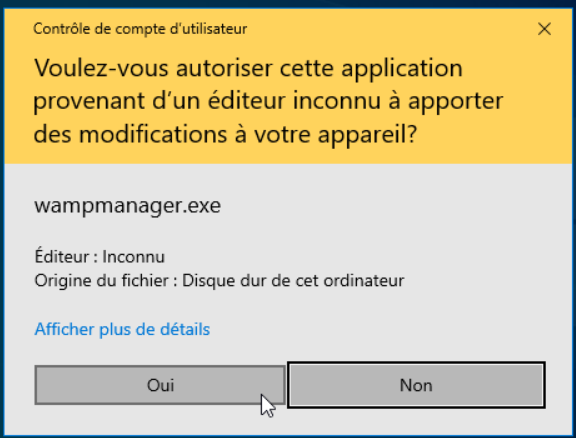 Contrôle de compte d'utilisateur
Voulez-vous autoriser cette application
provenant d'un éditeur inconnu à apporter
des modifications à votre appareil?
wampmanager.exe
Éditeur : Inconnu
Origine du fichier : Disque dur de cet ordinateur
Afficher plus de détails
Oui
Non